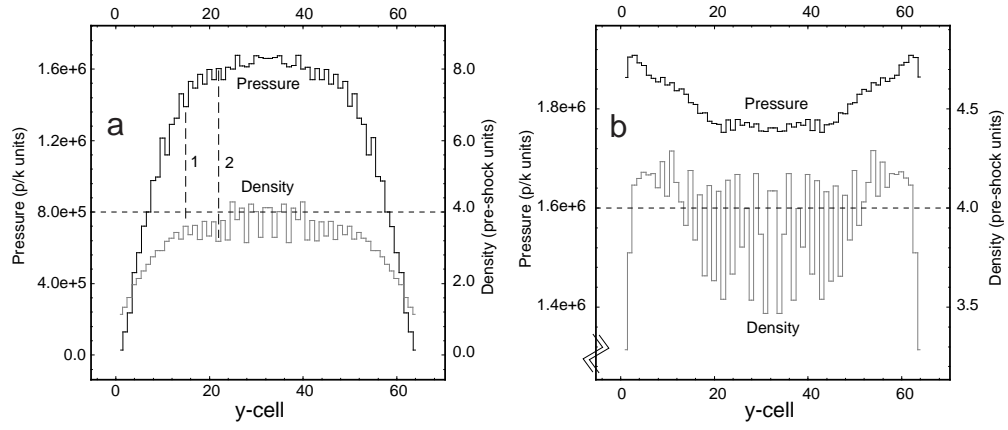 0 20 40 60
1.6e+6
1.2e+6
8.0e+5
4.0e+5
0.0
Pressure (p/k units)
a
Pressure
1
2
Density
8.0
6.0
4.0
2.0
0.0
Density (pre-shock units)
0 20 40 60
y-cell
0 20 40 60
1.8e+6
1.6e+6
1.4e+6
Pressure (p/k units)
b
Pressure
Density
4.5
4.0
3.5
Density (pre-shock units)
0 20 40 60
y-cell